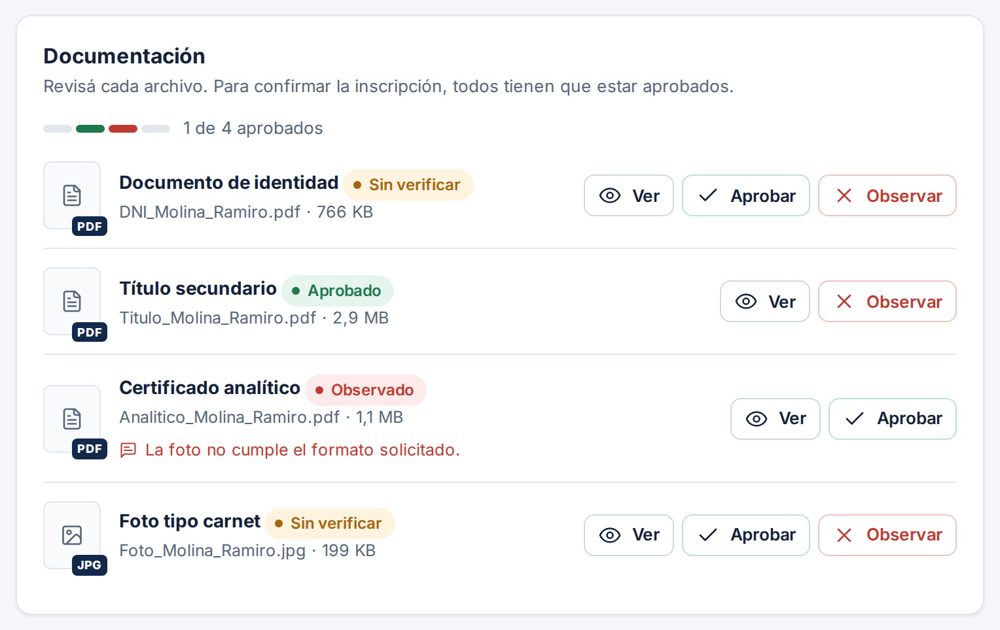 Documentación
Revisá cada archivo. Para confirmar la inscripción, todos tienen que estar aprobados.
1 de 4 aprobados
Documento de identidad Sin verificar
DNI_Molina_Ramiro.pdf · 766 KB
PDF
Ver Aprobar Observar
Título secundario Aprobado
Titulo_Molina_Ramiro.pdf · 2,9 MB
PDF
Ver Observar
Certificado analítico Observado
Analitico_Molina_Ramiro.pdf · 1,1 MB
PDF
La foto no cumple el formato solicitado.
Ver Aprobar
Foto tipo carnet Sin verificar
Foto_Molina_Ramiro.jpg · 199 KB
JPG
Ver Aprobar Observar